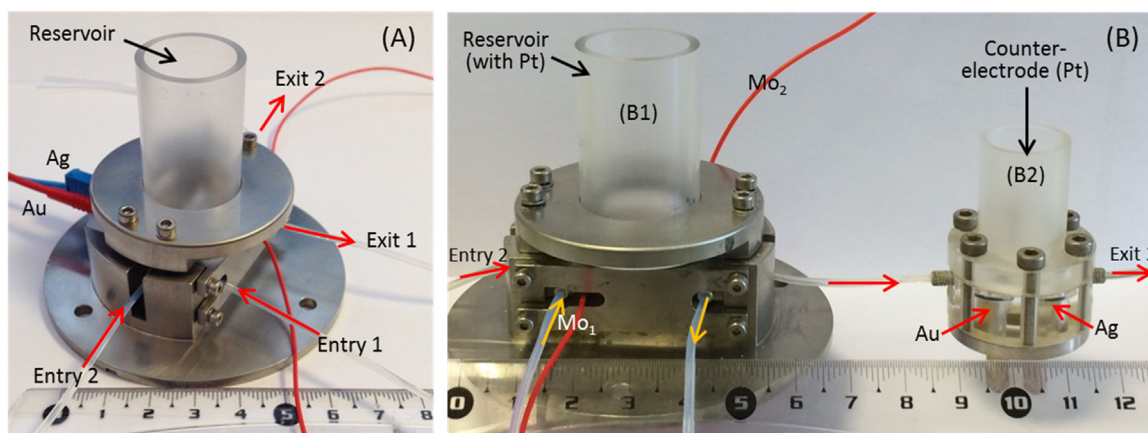 Reservoir
(A)
Exit 2
Ag
Au
Exit 1
Entry 2
Entry 1
1 2 3 4 5 6 7 8
Reservoir
(with Pt)
Mo2
Counter-
electrode (Pt)
(B)
(B1)
(B2)
Entry 2
Exit 2
Mo1
Au
Ag
0 1 2 3 4 5 6 7 8 9 10 11 12